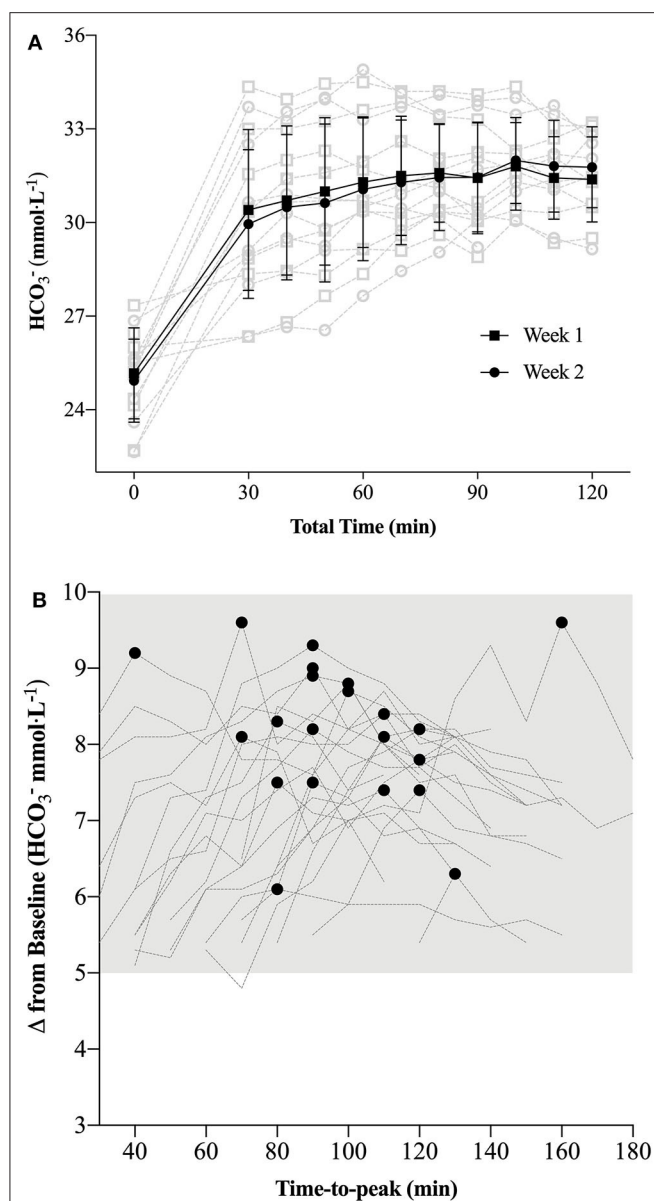 A
36
33
30
27
24
HCO₃⁻ (mmol·L⁻¹)
Week 1
Week 2
0 30 60 90 120
Total Time (min)
B
10
9
8
7
6
5
4
3
Δ from Baseline (HCO₃⁻ mmol·L⁻¹)
40 60 80 100 120 140 160 180
Time-to-peak (min)